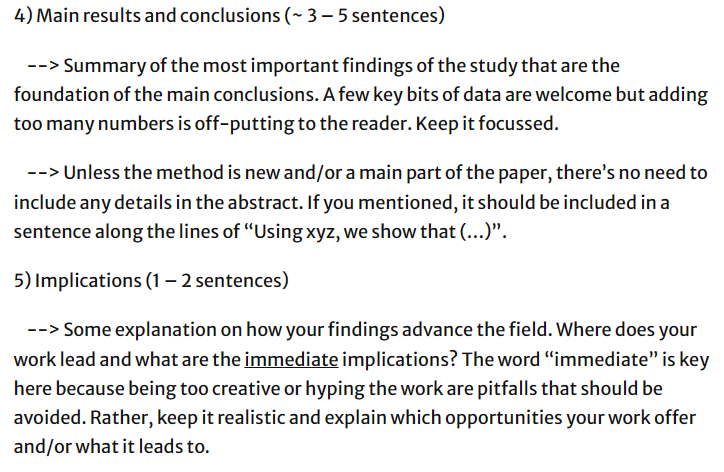 4) Main results and conclusions (~ 3 – 5 sentences)
--> Summary of the most important findings of the study that are the
foundation of the main conclusions. A few key bits of data are welcome but adding
too many numbers is off-putting to the reader. Keep it focussed.
--> Unless the method is new and/or a main part of the paper, there’s no need to
include any details in the abstract. If you mentioned, it should be included in a
sentence along the lines of “Using xyz, we show that (...)”.
5) Implications (1 – 2 sentences)
--> Some explanation on how your findings advance the field. Where does your
work lead and what are the immediate implications? The word “immediate” is key
here because being too creative or hyping the work are pitfalls that should be
avoided. Rather, keep it realistic and explain which opportunities your work offer
and/or what it leads to.